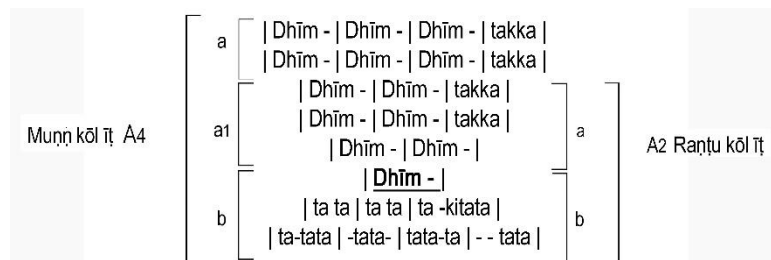 a
| Dhīm - | Dhīm - | Dhīm - | takka |
| Dhīm - | Dhīm - | Dhīm - | takka |
| Dhīm - | Dhīm - | takka |
Muṇṇ kōl īṭ A4 a1 | Dhīm - | Dhīm - | takka | a A2 Raṇṭu kōl īṭ
| Dhīm - | Dhīm - |
| Dhīm - |
b | ta ta | ta ta | ta -kitata | b
| ta-tata | -tata- | tata-ta | - - tata |